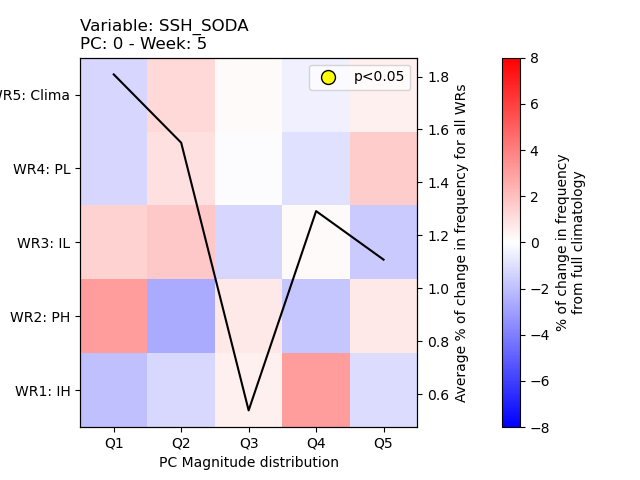 Variable: SSH_SODA
PC: 0 - Week: 5
p<0.05
WR5: Clima
WR4: PL
WR3: IL
WR2: PH
WR1: IH
Q1 Q2 Q3 Q4 Q5
PC Magnitude distribution
1.8
1.6
1.4
1.2
1.0
0.8
0.6
Average % of change in frequency for all WRs
8
6
4
2
0
−2
−4
−6
−8
% of change in frequency
from full climatology